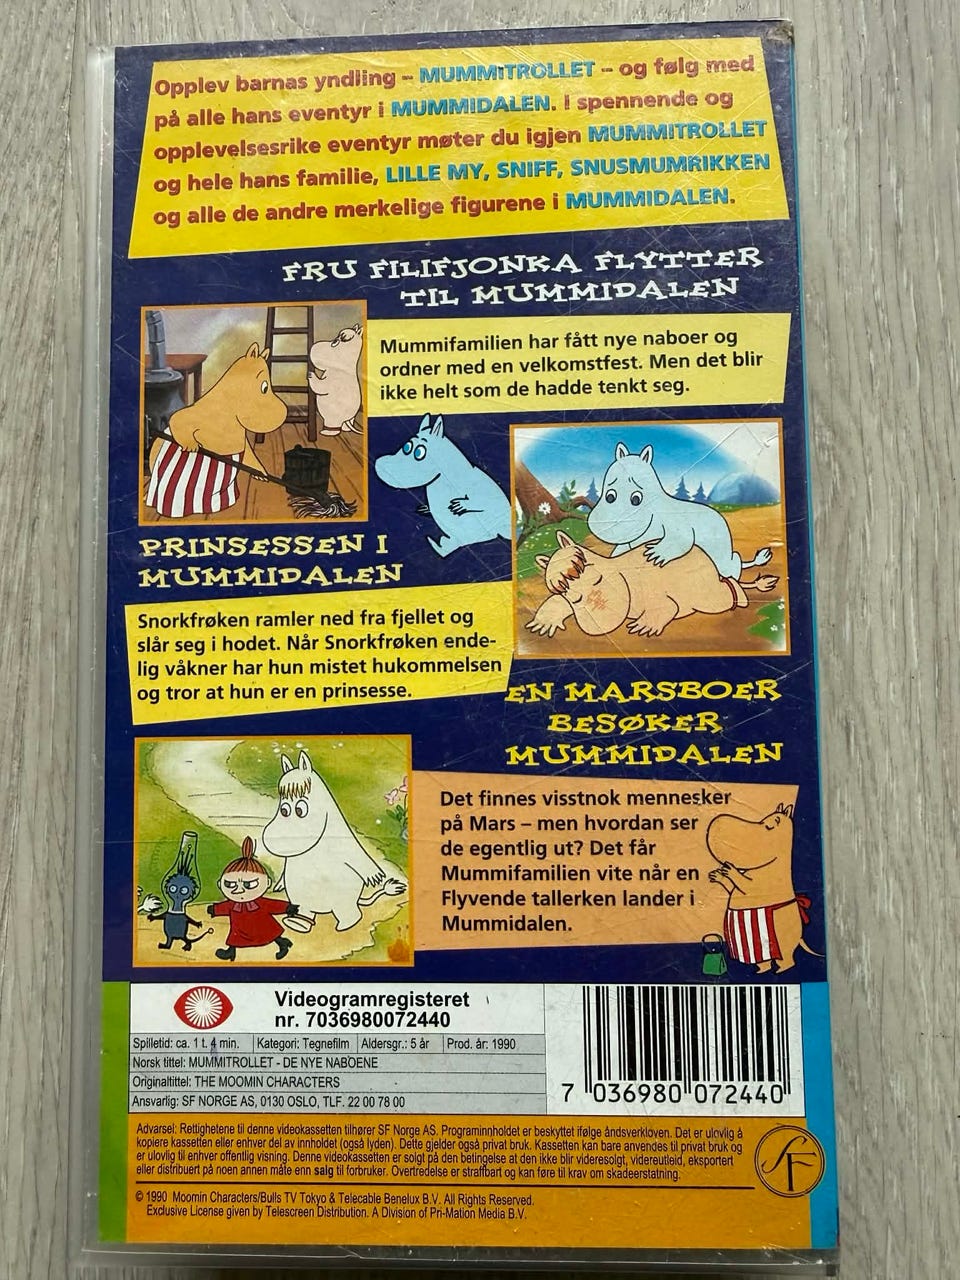 Opplev barnas yndling – MUMMITROLLET – og følg med
på alle hans eventyr i MUMMIDALEN. I spennende og
opplevelsesrike eventyr møter du igjen MUMMITROLLET
og hele hans familie, LILLE MY, SNIFF, SNUSMUMRIKKEN
og alle de andre merkelige figurene i MUMMIDALEN.
FRU FILIFJONKA FLYTTER
TIL MUMMIDALEN
Mummifamilien har fått nye naboer og
ordner med en velkomstfest. Men det blir
ikke helt som de hadde tenkt seg.
PRINSESSEN I
MUMMIDALEN
Snorkfrøken ramler ned fra fjellet og
slår seg i hodet. Når Snorkfrøken ende-
lig våkner har hun mistet hukommelsen
og tror at hun er en prinsesse.
EN MARSBOER
BESØKER
MUMMIDALEN
Det finnes visstnok mennesker
på Mars – men hvordan ser
de egentlig ut? Det får
Mummifamilien vite når en
Flyvende tallerken lander i
Mummidalen.
Videogramregisteret
nr. 7036980072440
Spilletid: ca. 1 t. 4 min. Kategori: Tegnefilm Aldersgr.: 5 år Prod. år: 1990
Norsk tittel: MUMMITROLLET - DE NYE NABOENE
Originaltittel: THE MOOMIN CHARACTERS
Ansvarlig: SF NORGE AS, 0130 OSLO, TLF. 22 00 78 00
7 036980 072440
Advarsel: Rettighetene til denne videokassetten tilhører SF Norge AS. Programinnholdet er beskyttet ifølge åndsverkloven. Det er ulovlig å
kopiere kassetten eller enhver del av innholdet (også lyden). Dette gjelder også privat bruk. Kassetten kan bare anvendes til privat bruk og
er ulovlig til enhver offentlig visning. Denne videokassetten er solgt på den betingelse at den ikke blir videresolgt, videreutleid, eksportert
eller distribuert på noen annen måte enn salg til forbruker. Overtredelse er straffbart og kan føre til krav om skadeerstatning.
SF
© 1990 Moomin Characters/Bulls TV Tokyo & Telecable Benelux B.V. All Rights Reserved.
Exclusive License given by Telescreen Distribution. A Division of Pri-Mation Media B.V.